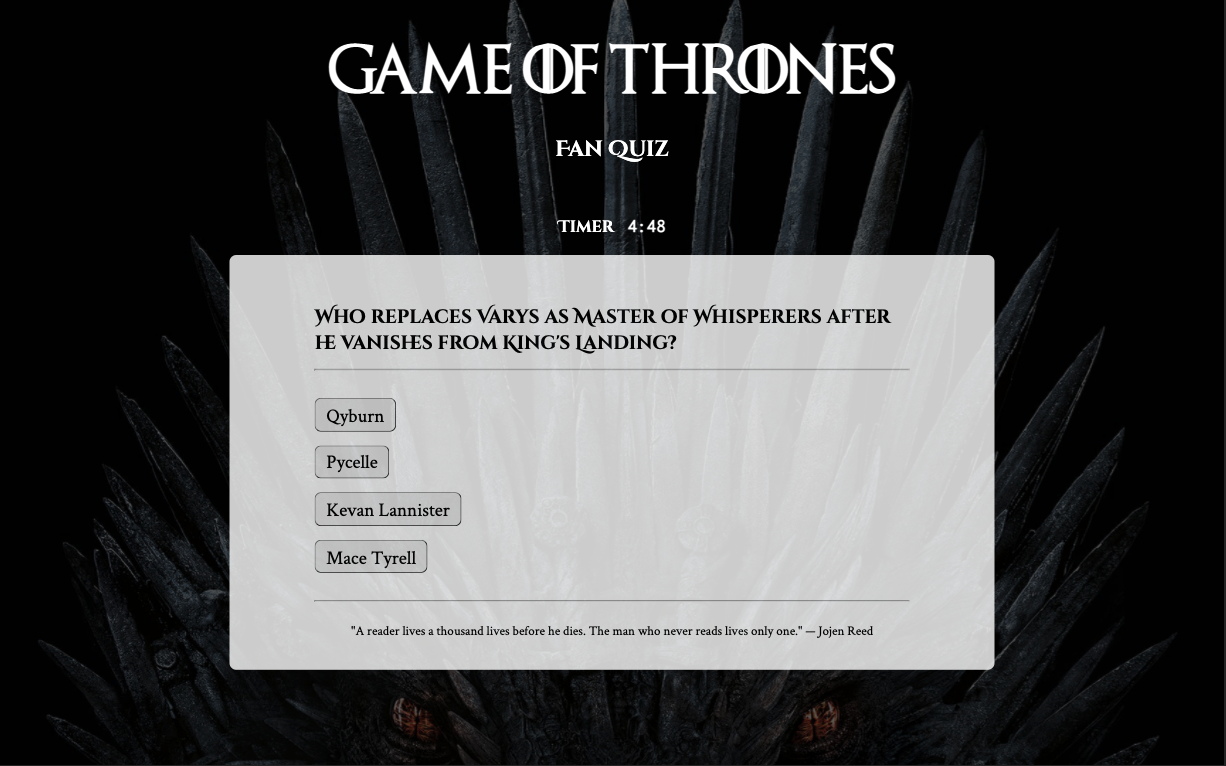 GAME OF THRONES
FAN QUIZ
TIMER 4:48
WHO REPLACES VARYS AS MASTER OF WHISPERERS AFTER
HE VANISHES FROM KING'S LANDING?
Qyburn
Pycelle
Kevan Lannister
Mace Tyrell
"A reader lives a thousand lives before he dies. The man who never reads lives only one." — Jojen Reed